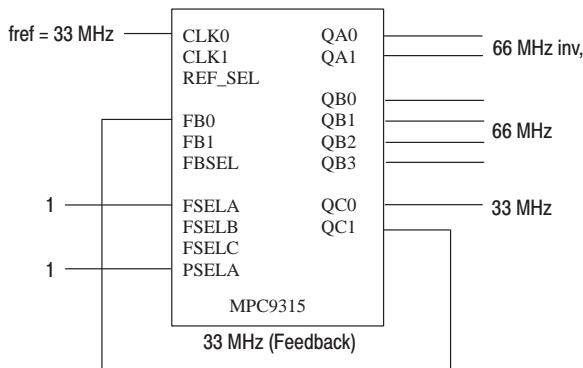 fref = 33 MHz
CLK0
CLK1
REF_SEL
FB0
FB1
FBSEL
1
FSELA
FSELB
FSELC
1
PSELA
QA0
QA1
66 MHz inv,
QB0
QB1
QB2
QB3
66 MHz
QC0
QC1
33 MHz
MPC9315
33 MHz (Feedback)